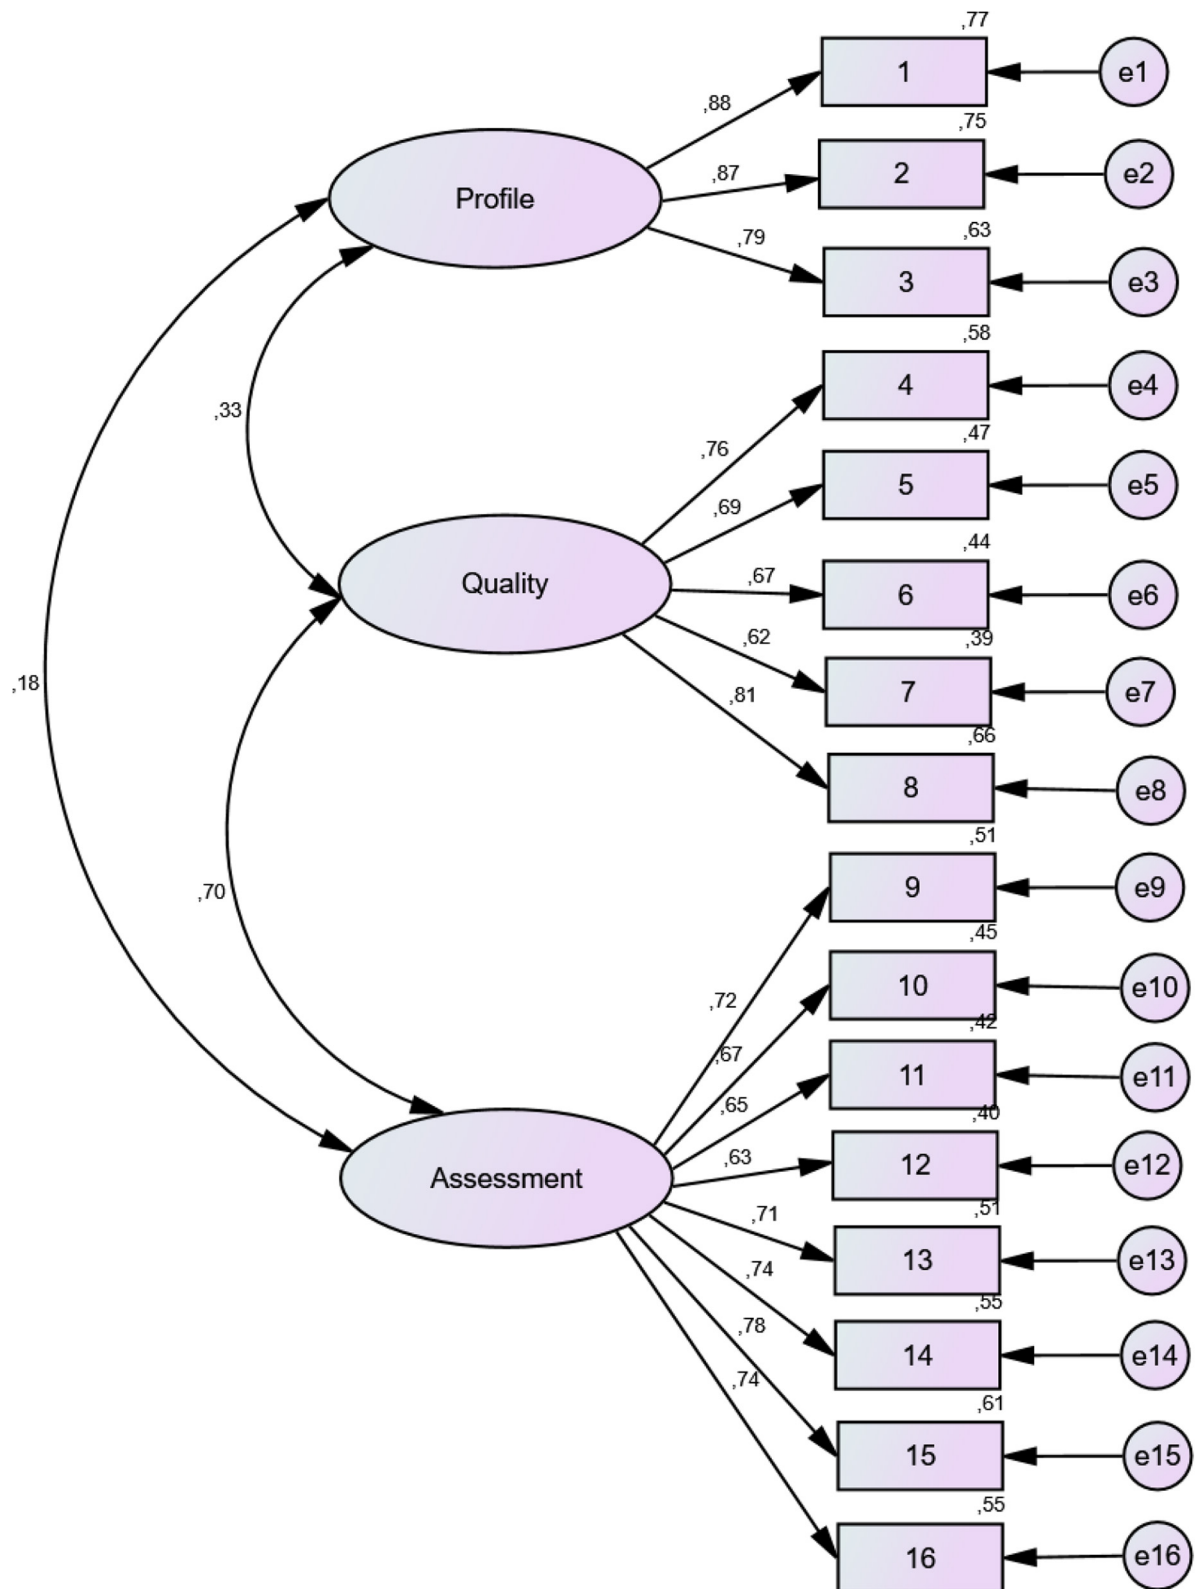 ,77
1
e1
,88
,75
2
e2
,87
Profile
,79
,63
3
e3
,58
4
e4
,33
,76
,47
5
e5
,69
,44
Quality
,67
6
e6
,62
,39
7
e7
,81
,66
8
e8
,18
,51
9
e9
,70
,45
,72
10
e10
,67
,42
11
e11
,65
,40
,63
12
e12
Assessment
,71
,51
13
e13
,74
,55
14
e14
,78
,61
,74
15
e15
,55
16
e16